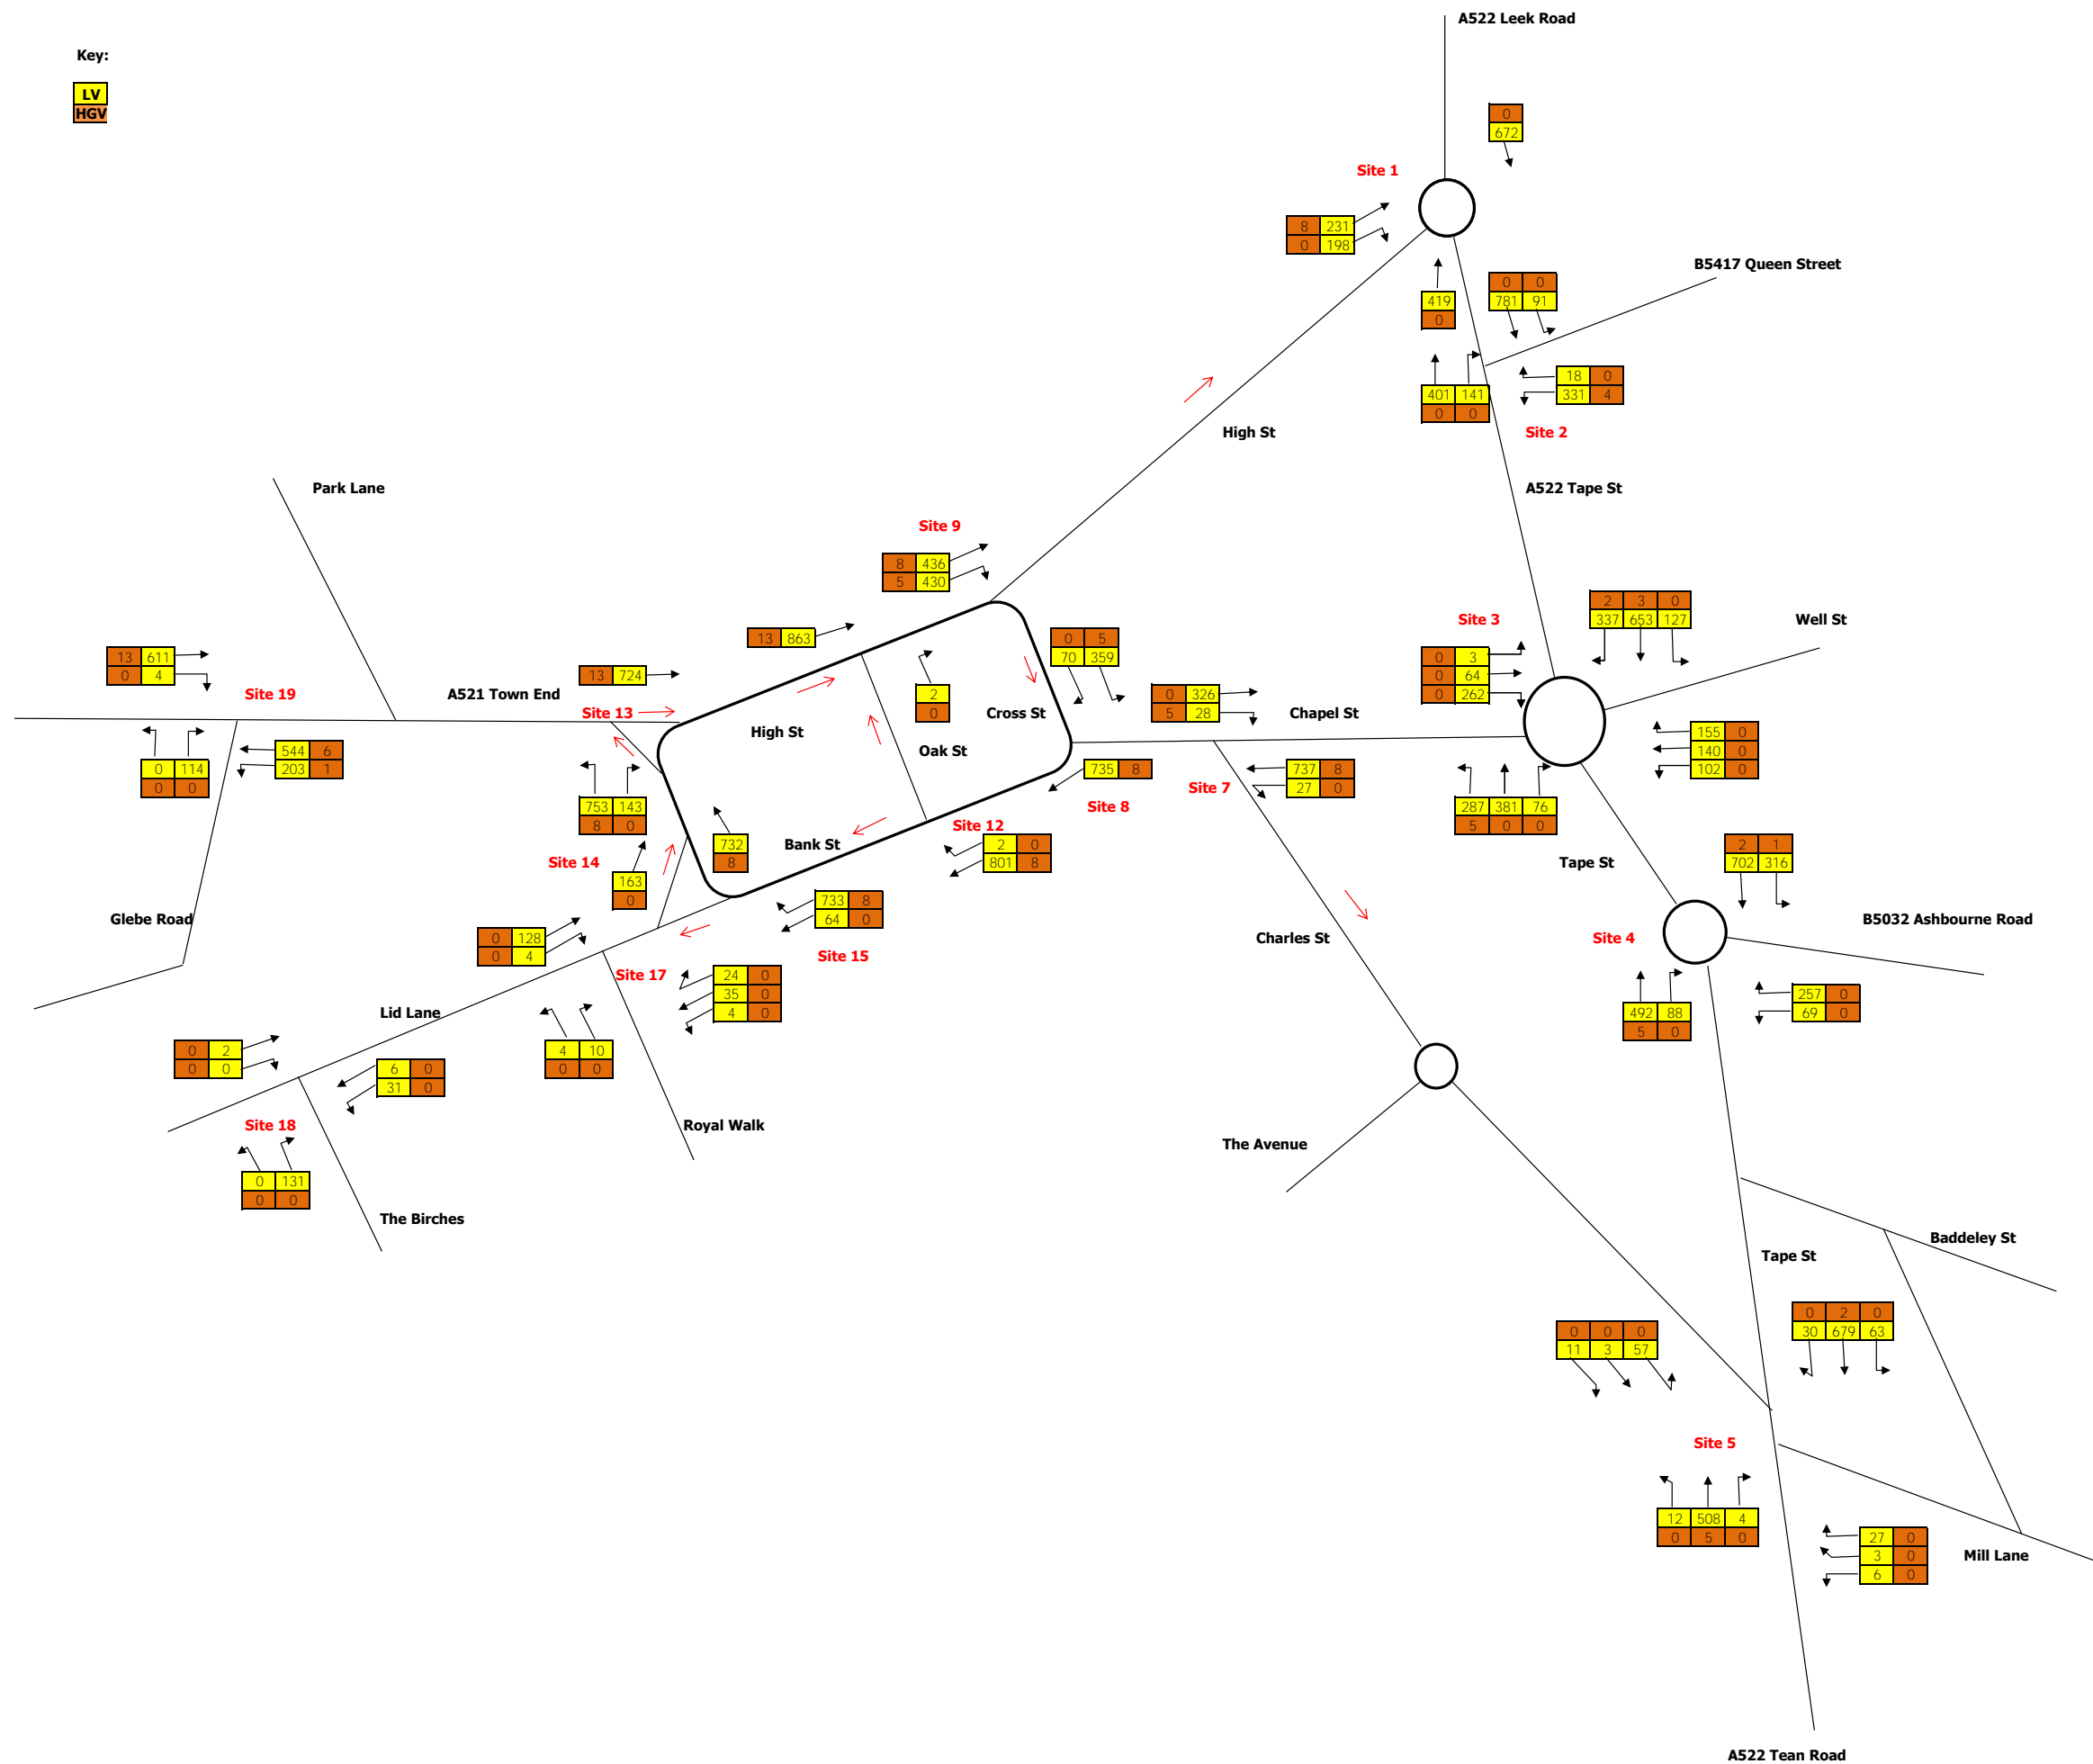 A522 Leek Road
Key:
LV
HGV
0
672
Site 1
8 231
0 198
B5417 Queen Street
0 0
781 91
419
0
18 0
331 4
401 141
0 0
Site 2
High St
Park Lane
A522 Tape St
Site 9
8 436
5 430
2 3 0
337 653 127
Site 3
Well St
13 863
0 5
70 359
0 3
0 64
0 262
13 611
0 4
13 724
Site 19
A521 Town End
2
0
0 326
5 28
Site 13
Cross St
Chapel St
High St
Oak St
155 0
140 0
102 0
544 6
203 1
0 114
0 0
735 8
737 8
27 0
Site 7
Site 8
753 143
8 0
287 381 76
5 0 0
Site 12
732
8
Bank St
2 0
801 8
Site 14
Tape St
2 1
702 316
163
0
733 8
64 0
Glebe Road
B5032 Ashbourne Road
0 128
0 4
Charles St
Site 4
Site 15
Site 17
24 0
35 0
4 0
257 0
69 0
492 88
5 0
Lid Lane
0 2
0 0
4 10
0 0
6 0
31 0
Site 18
Royal Walk
The Avenue
0 131
0 0
The Birches
Baddeley St
Tape St
0 2 0
30 679 63
0 0 0
11 3 57
Site 5
12 508 4
0 5 0
27 0
3 0
6 0
Mill Lane
A522 Tean Road